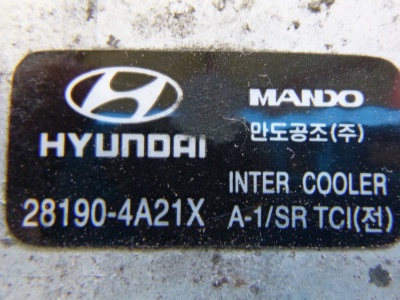 HYUNDAI
28190-4A21X
MANDO
만도공조(주)
INTER COOLER
A-1/SR TCI(전)